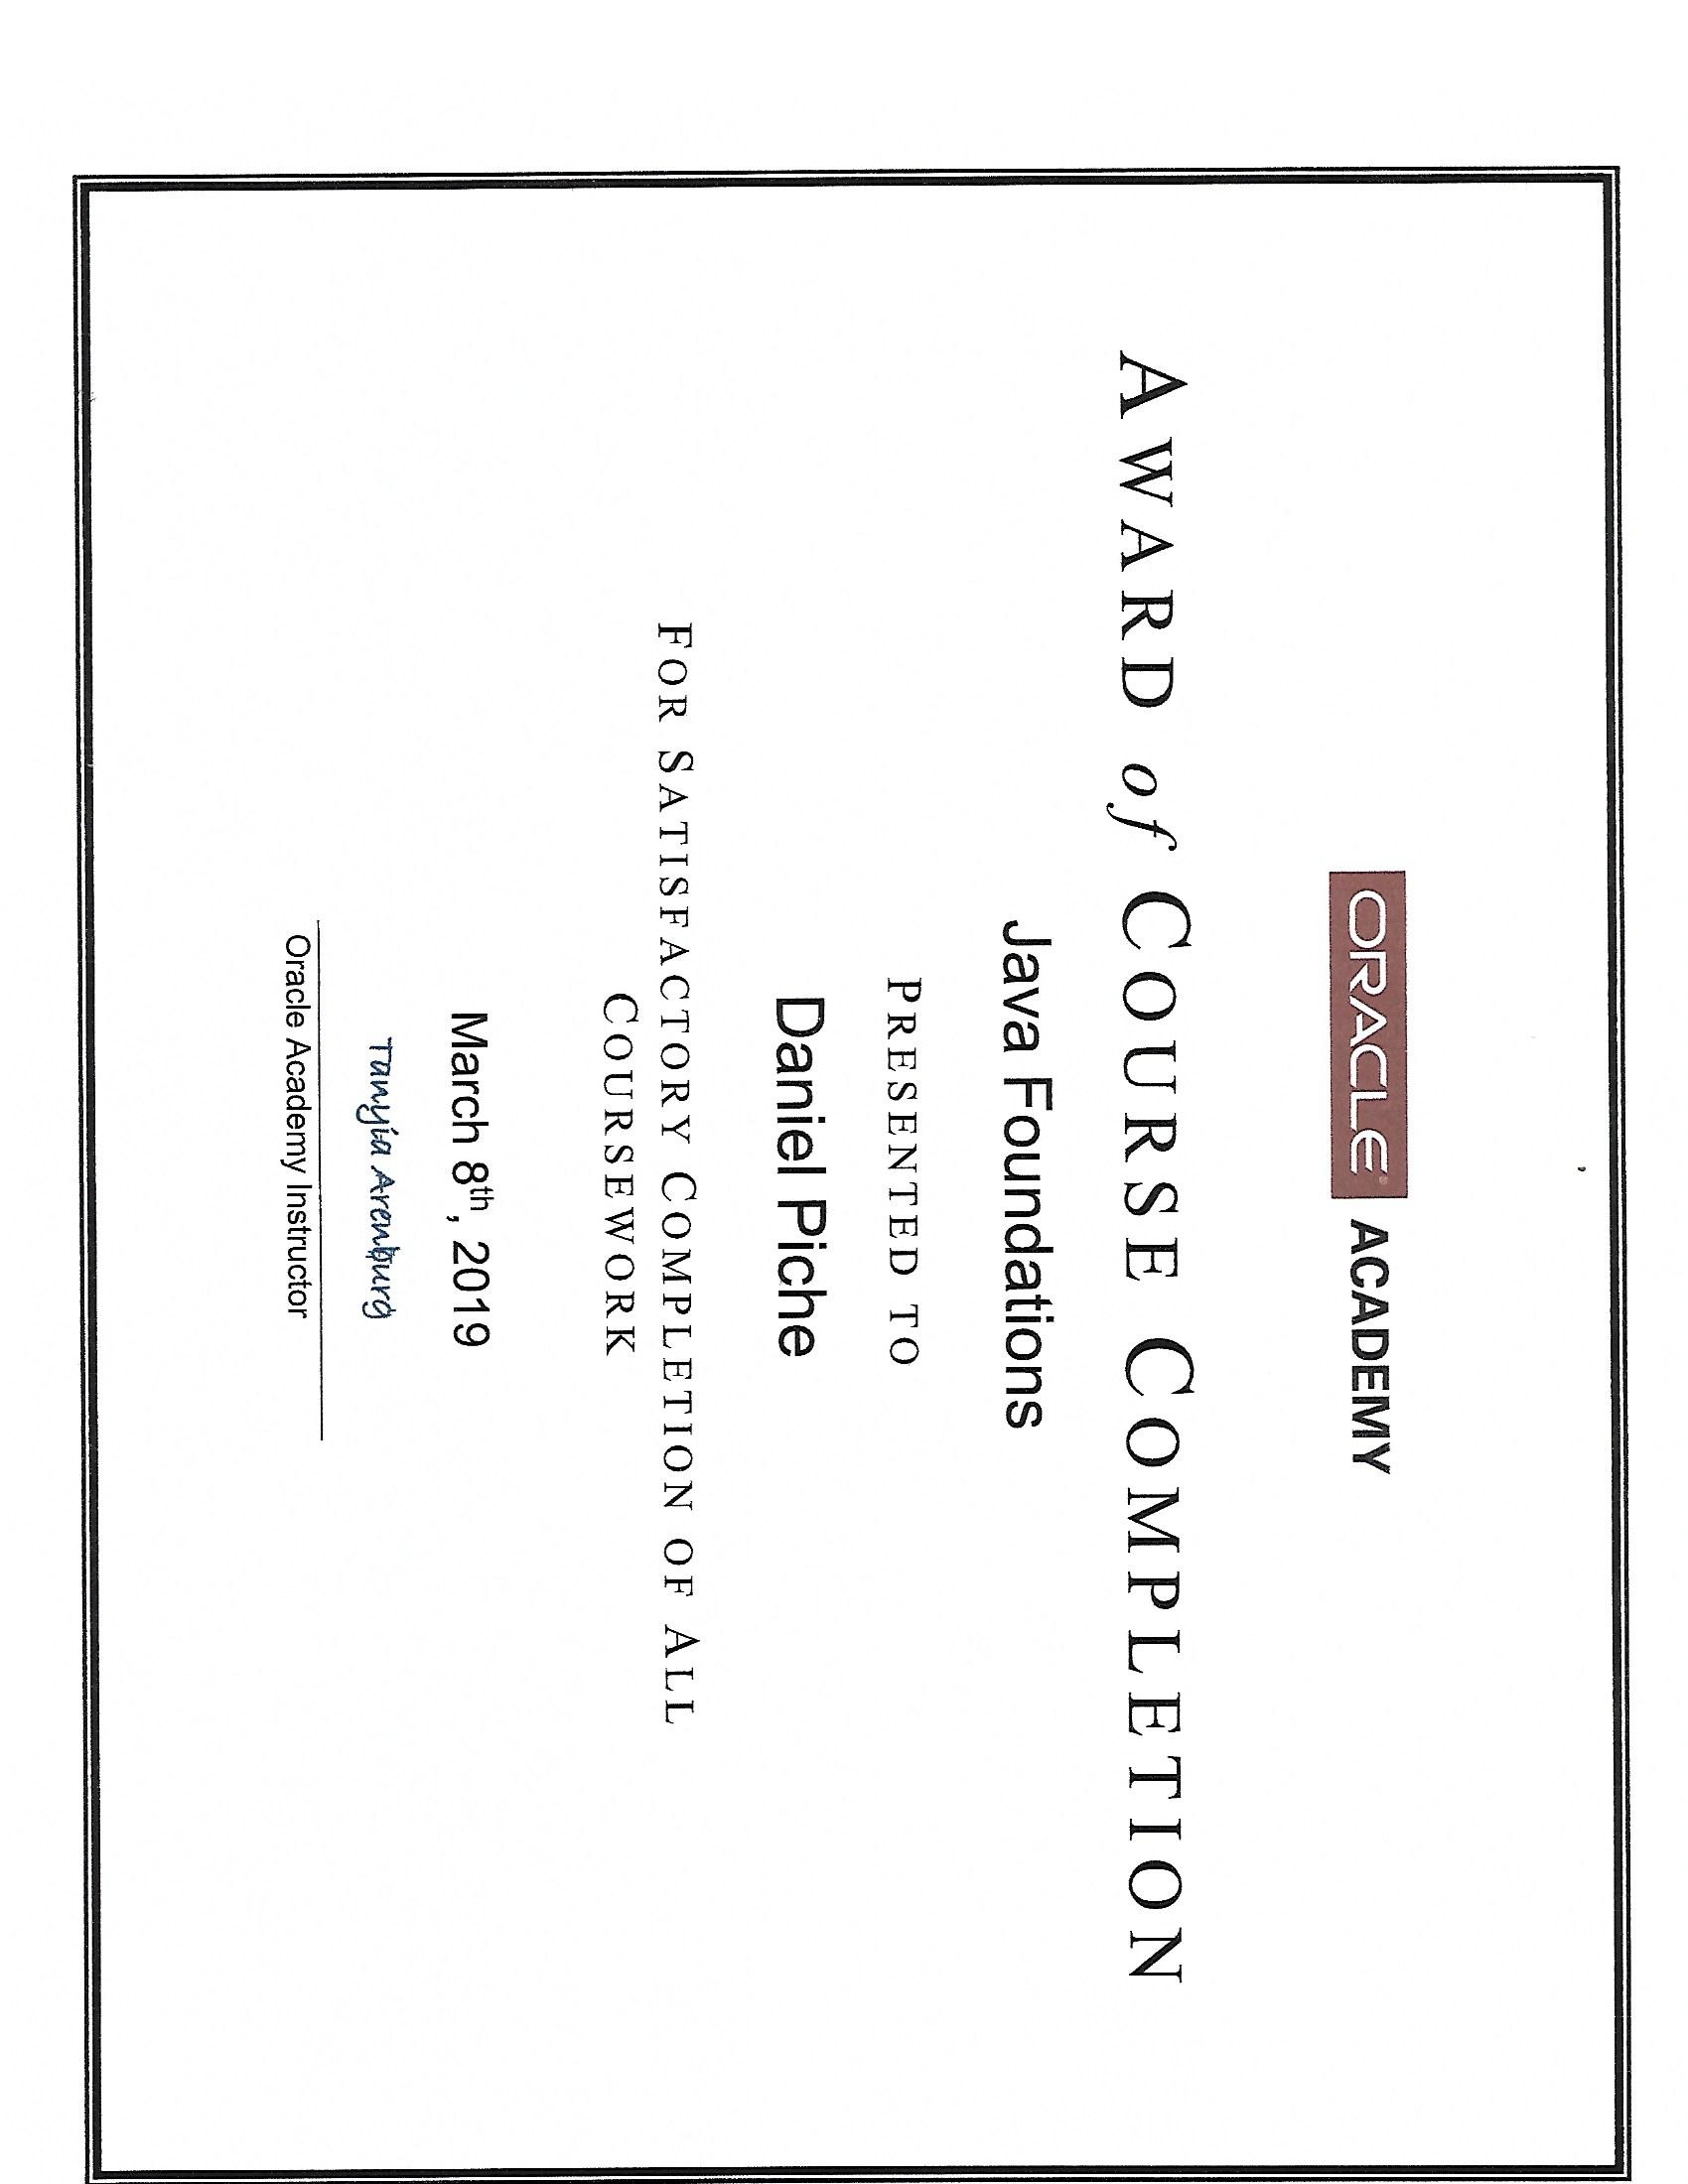 ORACLE® ACADEMY
AWARD of COURSE COMPLETION
Java Foundations
PRESENTED TO
Daniel Piche
FOR SATISFACTORY COMPLETION OF ALL
COURSEWORK
March 8th, 2019
Tanyia Arenburg
Oracle Academy Instructor